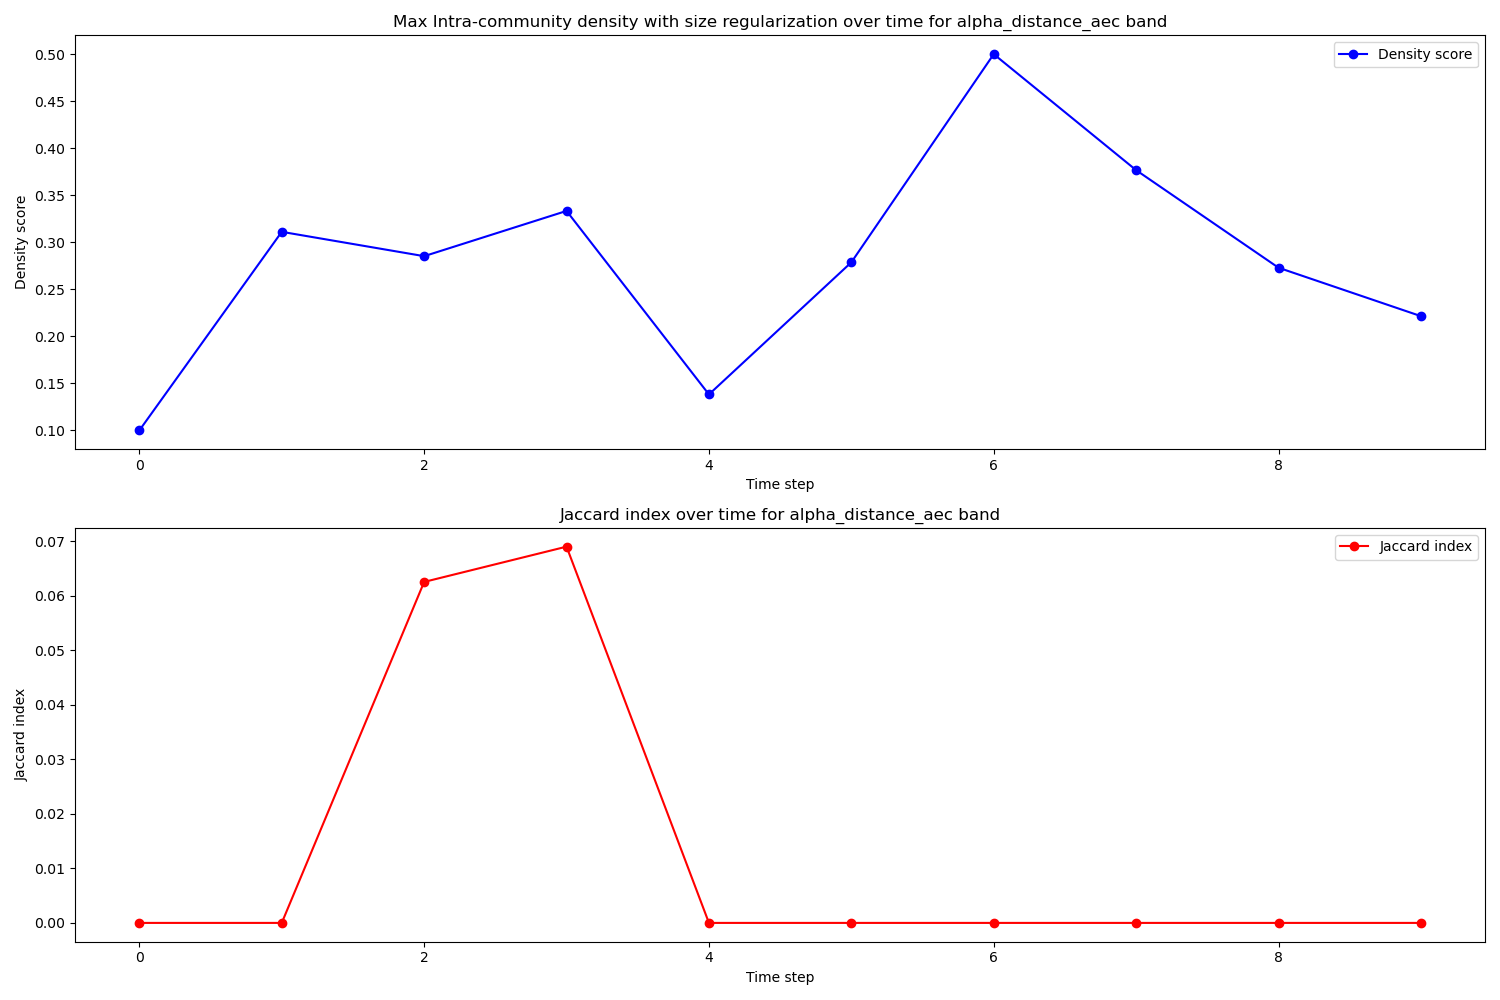 Max Intra-community density with size regularization over time for alpha_distance_aec band
Density score
0.50
0.45
0.40
0.35
0.30
0.25
0.20
0.15
0.10
Density score
0 2 4 6 8
Time step
Jaccard index over time for alpha_distance_aec band
Jaccard index
0.07
0.06
0.05
0.04
0.03
0.02
0.01
0.00
Jaccard index
0 2 4 6 8
Time step